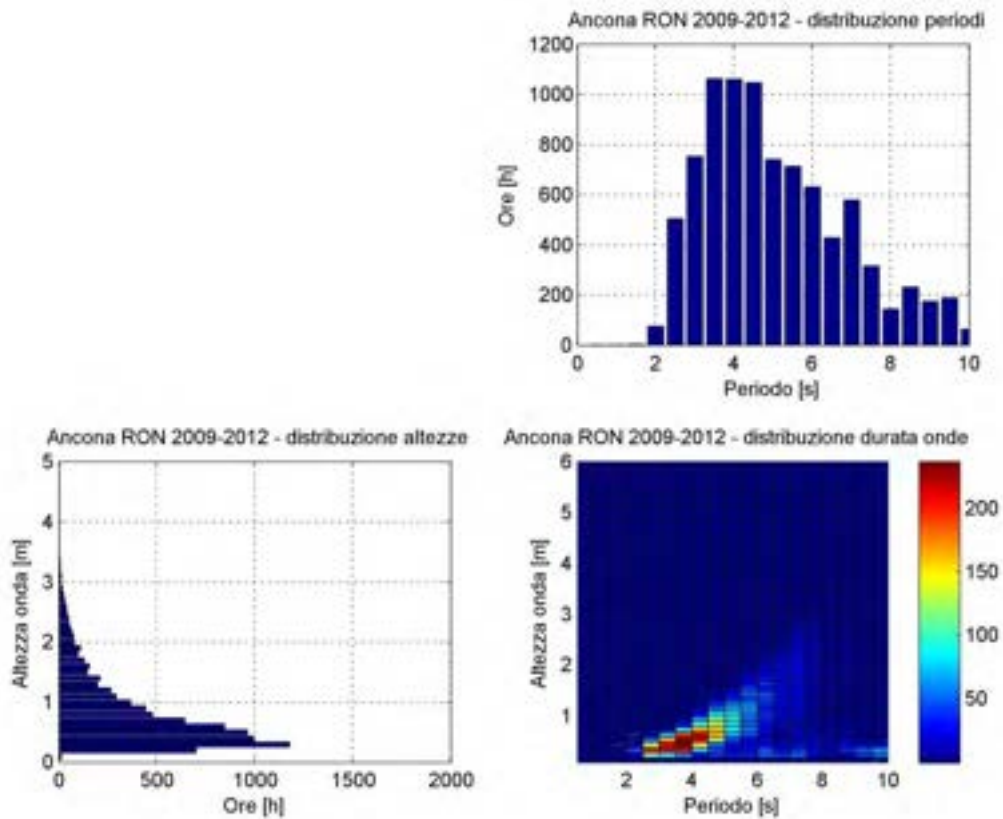 Ancona RON 2009-2012 - distribuzione periodi
1200
1000
800
600
400
200
0
Ore [h]
0 2 4 6 8 10
Periodo [s]
Ancona RON 2009-2012 - distribuzione altezze
5
4
3
2
1
0
Altezza onda [m]
0 500 1000 1500 2000
Ore [h]
Ancona RON 2009-2012 - distribuzione durata onde
6
5
4
3
2
1
Altezza onda [m]
2 4 6 8 10
Periodo [s]
200
150
100
50